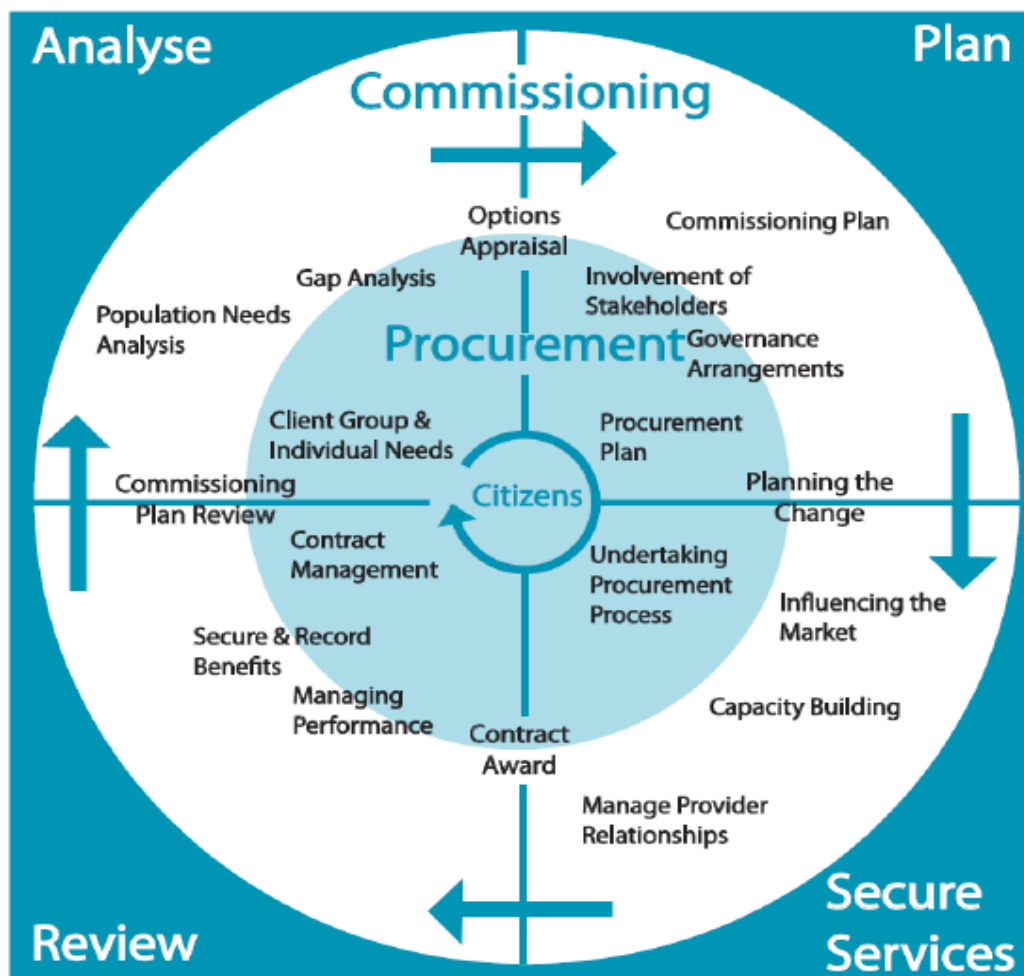 Analyse
Plan
Commissioning
Options
Appraisal
Commissioning Plan
Gap Analysis
Involvement of
Stakeholders
Population Needs
Analysis
Procurement
Governance
Arrangements
Client Group &
Individual Needs
Procurement
Plan
Commissioning
Plan Review
Citizens
Planning the
Change
Contract
Management
Undertaking
Procurement
Process
Influencing the
Market
Secure & Record
Benefits
Managing
Performance
Capacity Building
Contract
Award
Manage Provider
Relationships
Review
Secure
Services